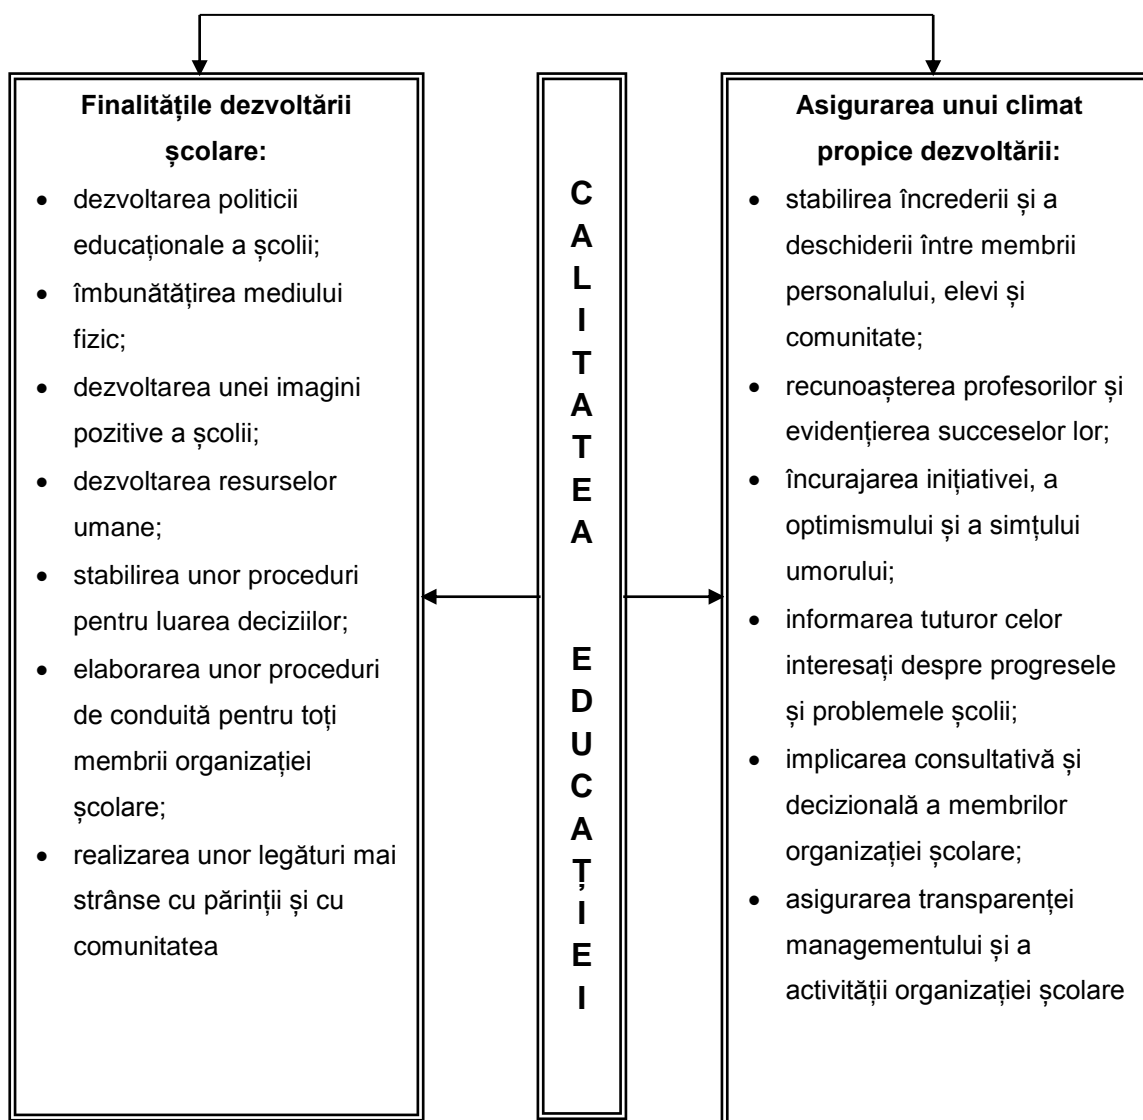 Finalitățile dezvoltării
școlare:
• dezvoltarea politicii
educaționale a școlii;
• îmbunătățirea mediului
fizic;
• dezvoltarea unei imagini
pozitive a școlii;
• dezvoltarea resurselor
umane;
• stabilirea unor proceduri
pentru luarea deciziilor;
• elaborarea unor proceduri
de conduită pentru toți
membrii organizației
școlare;
• realizarea unor legături mai
strânse cu părinții și cu
comunitatea
C
A
L
I
T
A
T
E
A
E
D
U
C
A
Ț
I
E
I
Asigurarea unui climat
propice dezvoltării:
• stabilirea încrederii și a
deschiderii între membrii
personalului, elevi și
comunitate;
• recunoașterea profesorilor și
evidențierea succeselor lor;
• încurajarea inițiativei, a
optimismului și a simțului
umorului;
• informarea tuturor celor
interesați despre progresele
și problemele școlii;
• implicarea consultativă și
decizională a membrilor
organizației școlare;
• asigurarea transparenței
managementului și a
activității organizației școlare